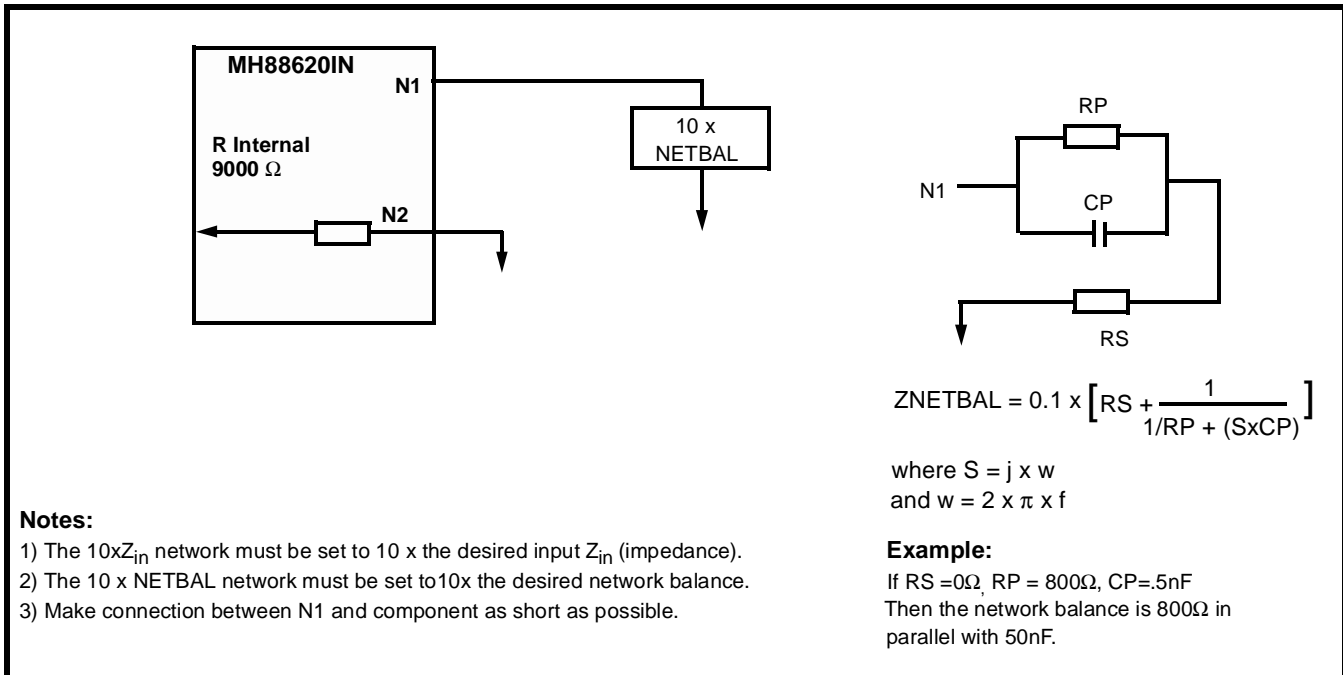 MH88620IN
N1
R Internal
9000 Ω
N2
10 x
NETBAL
RP
N1
CP
RS
ZNETBAL = 0.1 x [RS + 1
1/RP + (SxCP) ]
where S = j x w
and w = 2 x π x f
Notes:
1) The 10xZin network must be set to 10 x the desired input Zin (impedance).
2) The 10 x NETBAL network must be set to10x the desired network balance.
3) Make connection between N1 and component as short as possible.
Example:
If RS =0Ω, RP = 800Ω, CP=.5nF
Then the network balance is 800Ω in
parallel with 50nF.